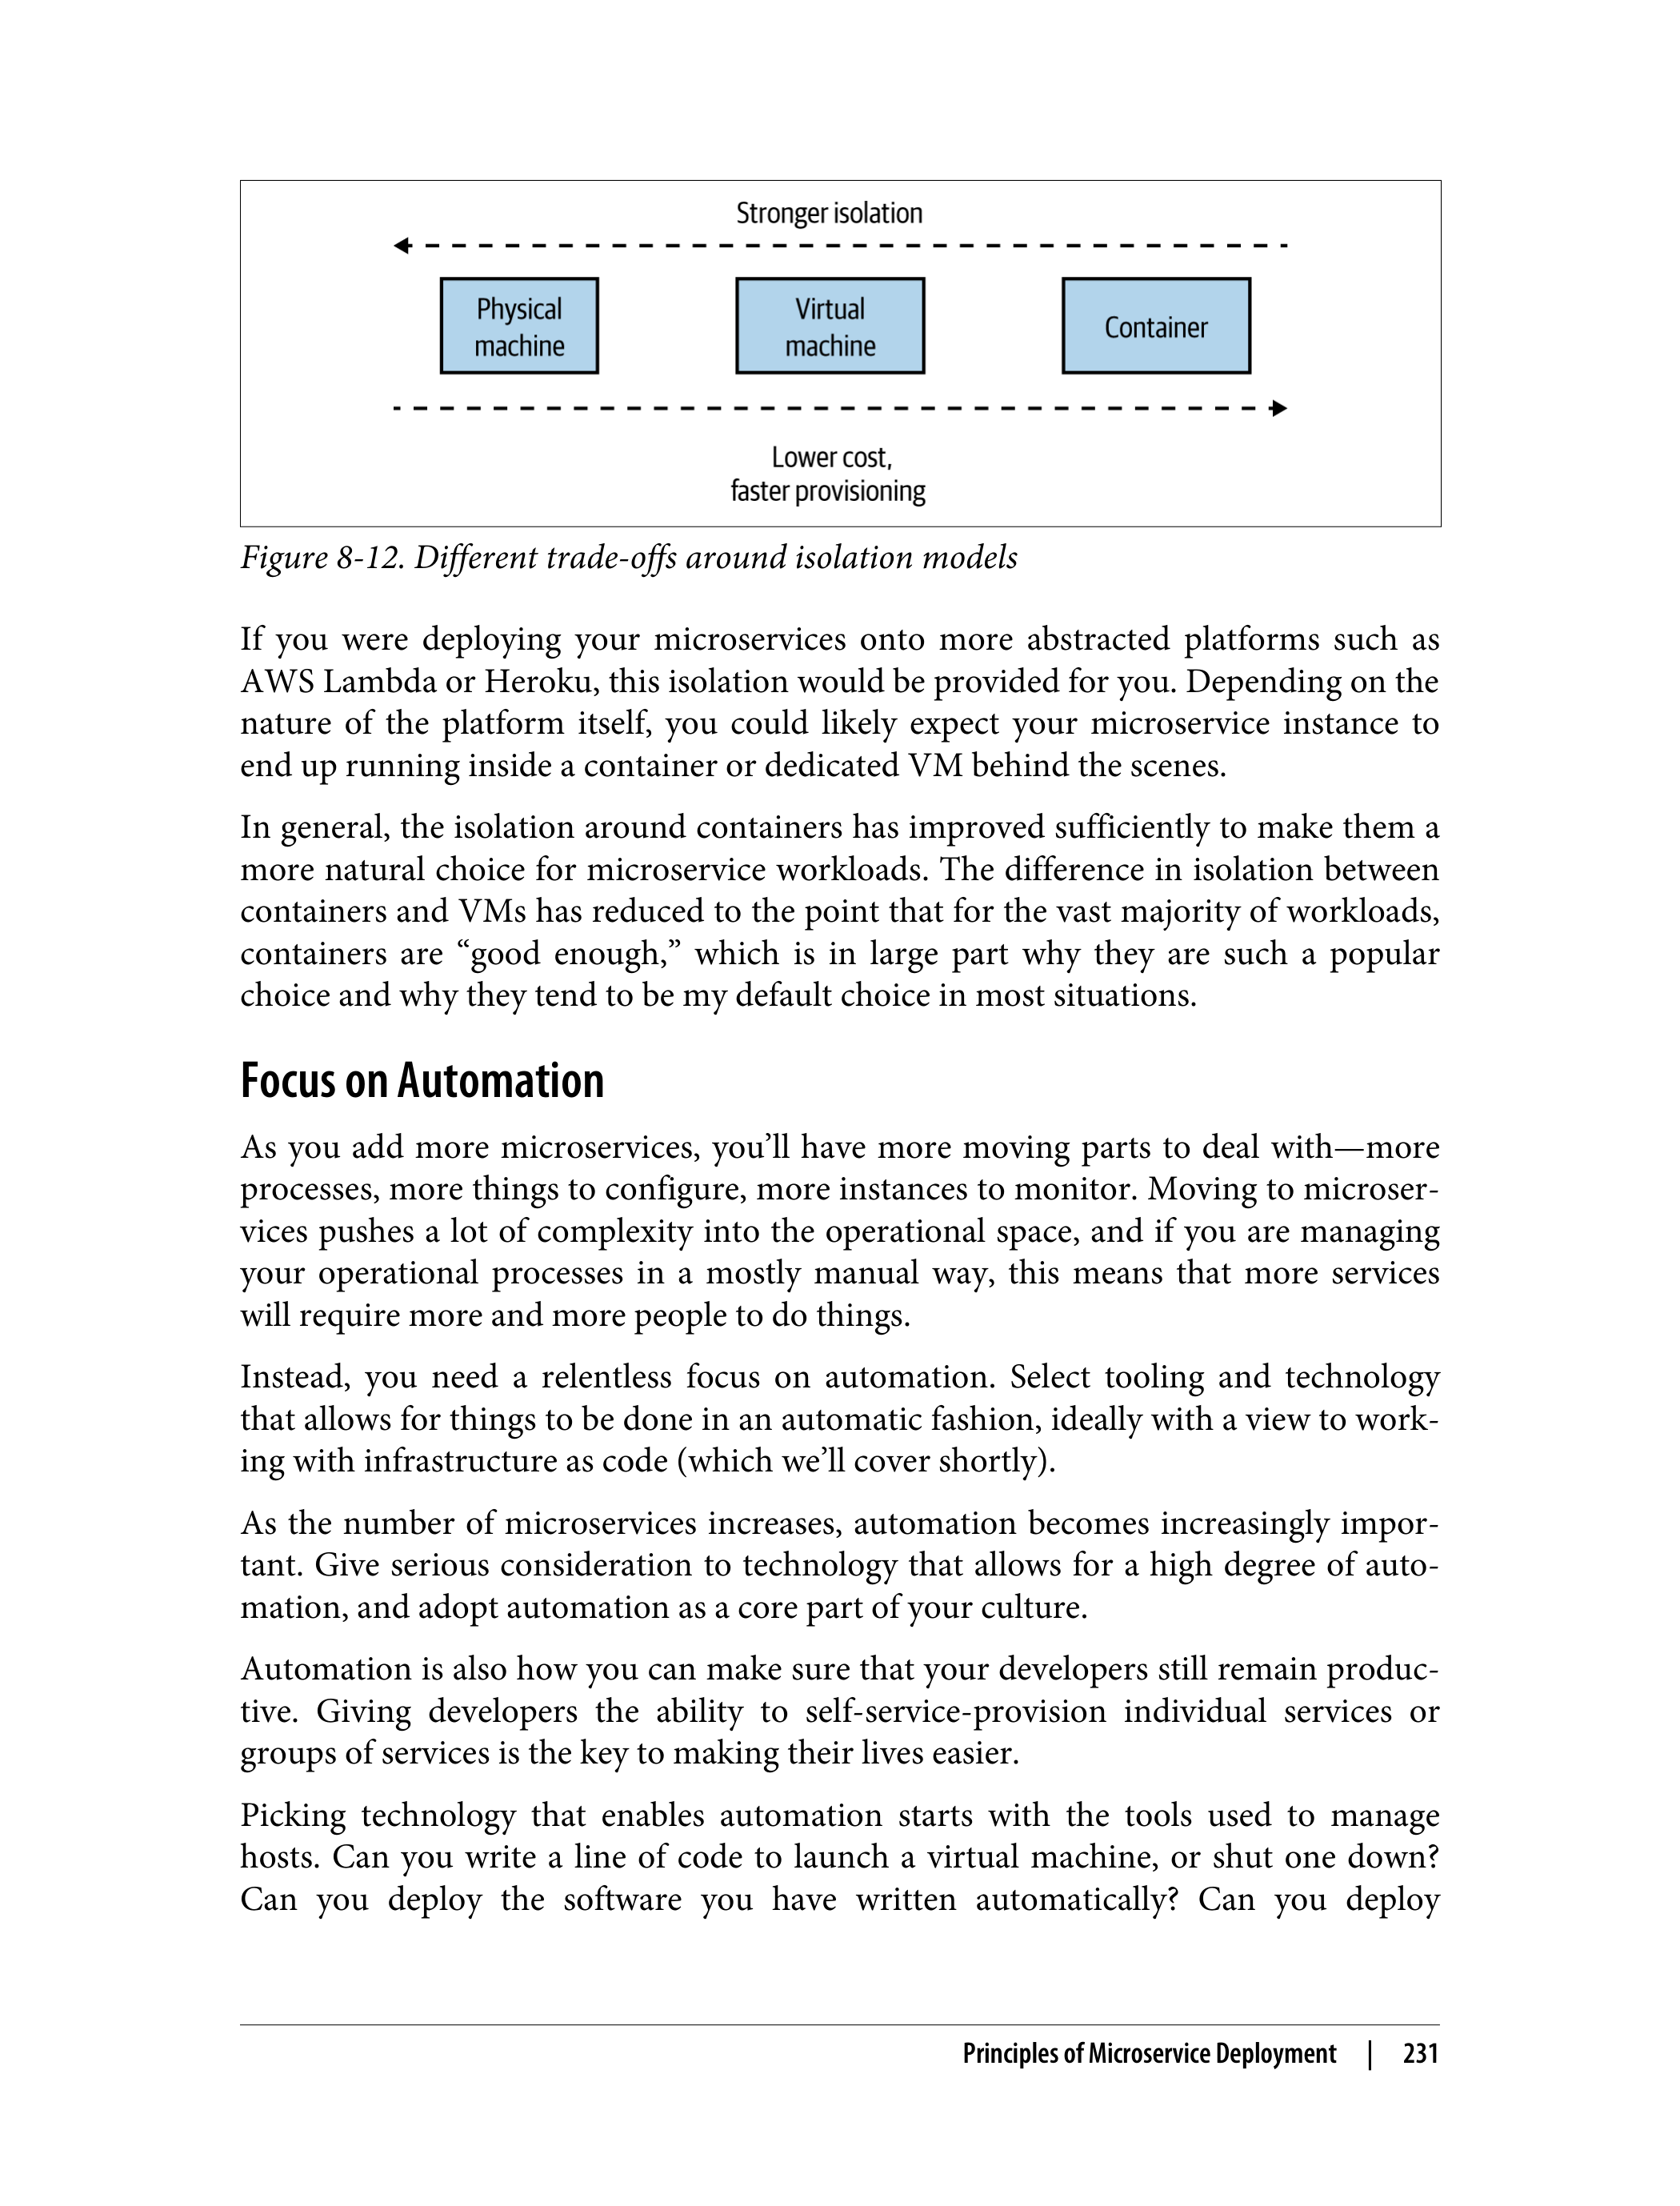 Stronger isolation
Physical
machine
Virtual
machine
Container
Lower cost,
faster provisioning
Figure 8-12. Different trade-offs around isolation models
If you were deploying your microservices onto more abstracted platforms such as
AWS Lambda or Heroku, this isolation would be provided for you. Depending on the
nature of the platform itself, you could likely expect your microservice instance to
end up running inside a container or dedicated VM behind the scenes.
In general, the isolation around containers has improved sufficiently to make them a
more natural choice for microservice workloads. The difference in isolation between
containers and VMs has reduced to the point that for the vast majority of workloads,
containers are “good enough,” which is in large part why they are such a popular
choice and why they tend to be my default choice in most situations.
Focus on Automation
As you add more microservices, you’ll have more moving parts to deal with—more
processes, more things to configure, more instances to monitor. Moving to microser-
vices pushes a lot of complexity into the operational space, and if you are managing
your operational processes in a mostly manual way, this means that more services
will require more and more people to do things.
Instead, you need a relentless focus on automation. Select tooling and technology
that allows for things to be done in an automatic fashion, ideally with a view to work-
ing with infrastructure as code (which we’ll cover shortly).
As the number of microservices increases, automation becomes increasingly impor-
tant. Give serious consideration to technology that allows for a high degree of auto-
mation, and adopt automation as a core part of your culture.
Automation is also how you can make sure that your developers still remain produc-
tive. Giving developers the ability to self-service-provision individual services or
groups of services is the key to making their lives easier.
Picking technology that enables automation starts with the tools used to manage
hosts. Can you write a line of code to launch a virtual machine, or shut one down?
Can you deploy the software you have written automatically? Can you deploy
Principles of Microservice Deployment | 231